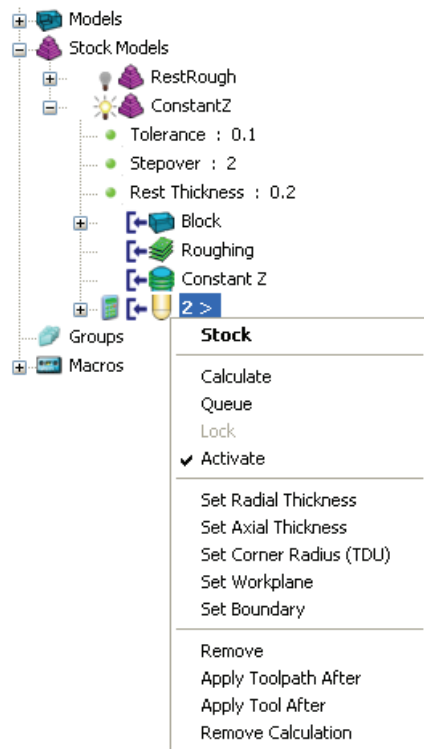 Models
Stock Models
RestRough
ConstantZ
Tolerance : 0.1
Stepover : 2
Rest Thickness : 0.2
Block
Roughing
Constant Z
2 >
Groups
Macros
Stock
Calculate
Queue
Lock
Activate
Set Radial Thickness
Set Axial Thickness
Set Corner Radius (TDU)
Set Workplane
Set Boundary
Remove
Apply Toolpath After
Apply Tool After
Remove Calculation